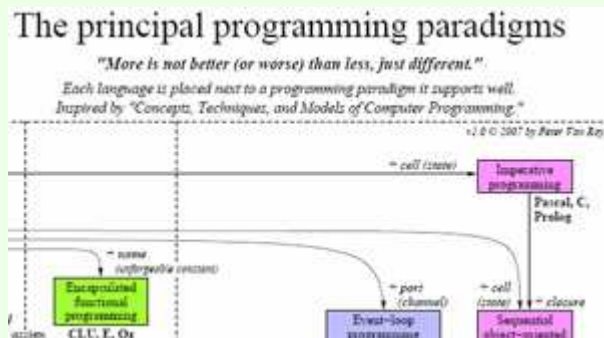 The principal programming paradigms
"More is not better (or worse) than less, just different."
Each language is placed next to a programming paradigm it supports well.
Inspired by "Concepts, Techniques, and Models of Computer Programming."
v1.0 © 2007 by Peter Van Roy
+ cell (state)
Imperative
programming
Pascal, C,
Prolog
+ name
(unforgeable constant)
Encapsulated
functional
programming
CLU, E, Oz
+ port
(channel)
Event-loop
programming
+ cell
(state)
+ closure
Sequential
object-oriented